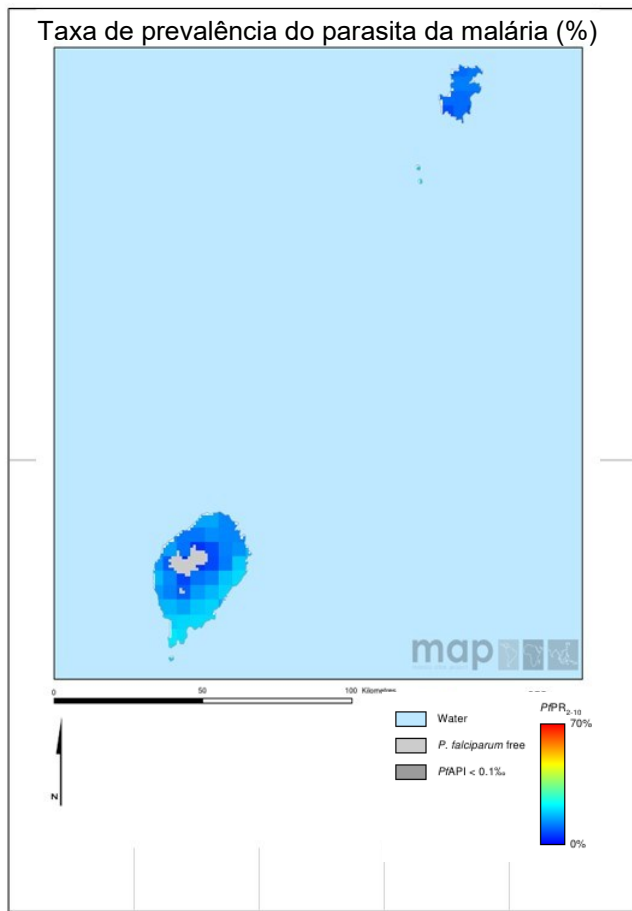 Taxa de prevalência do parasita da malária (%)
map
0 50 100 Kilometres
PfPR2-10
Water
70%
P. falciparum free
PfAPI < 0.1‰
0%
N